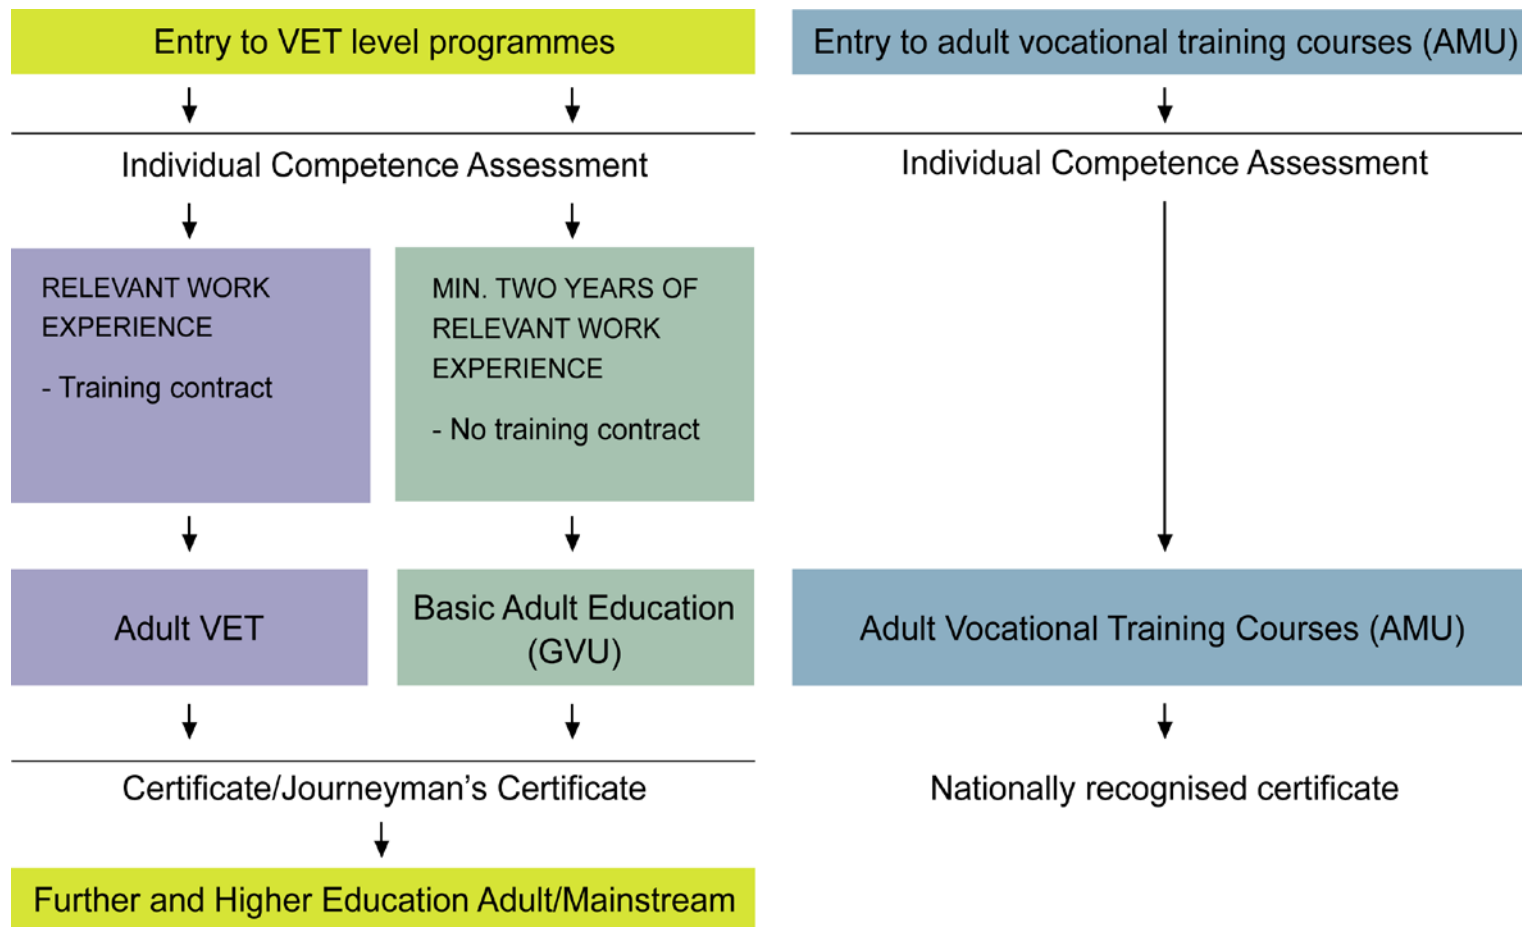 Entry to VET level programmes
Individual Competence Assessment
RELEVANT WORK
EXPERIENCE
- Training contract
MIN. TWO YEARS OF
RELEVANT WORK
EXPERIENCE
- No training contract
Adult VET
Basic Adult Education
(GVU)
Certificate/Journeyman’s Certificate
Further and Higher Education Adult/Mainstream
Entry to adult vocational training courses (AMU)
Individual Competence Assessment
Adult Vocational Training Courses (AMU)
Nationally recognised certificate